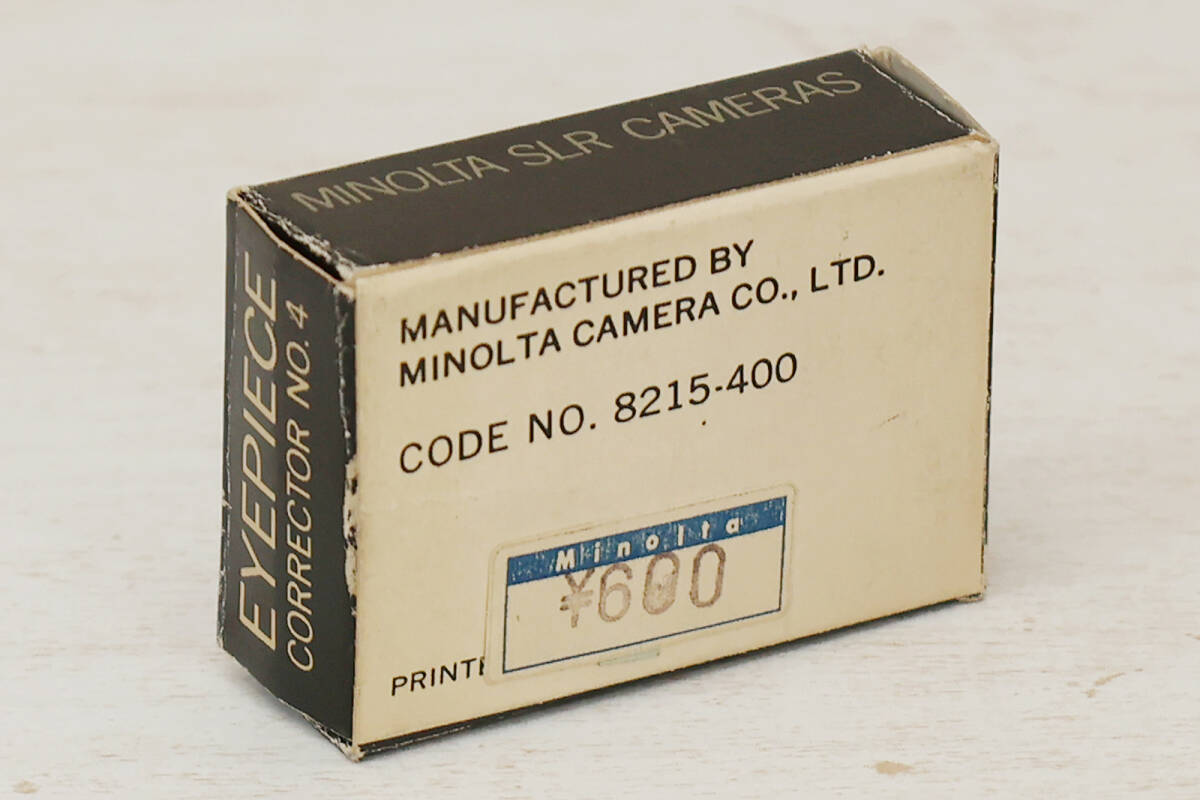 MINOLTA SLR CAMERAS
EYEPIECE
CORRECTOR NO. 4
MANUFACTURED BY
MINOLTA CAMERA CO., LTD.
CODE NO. 8215-400
Minolta
¥600